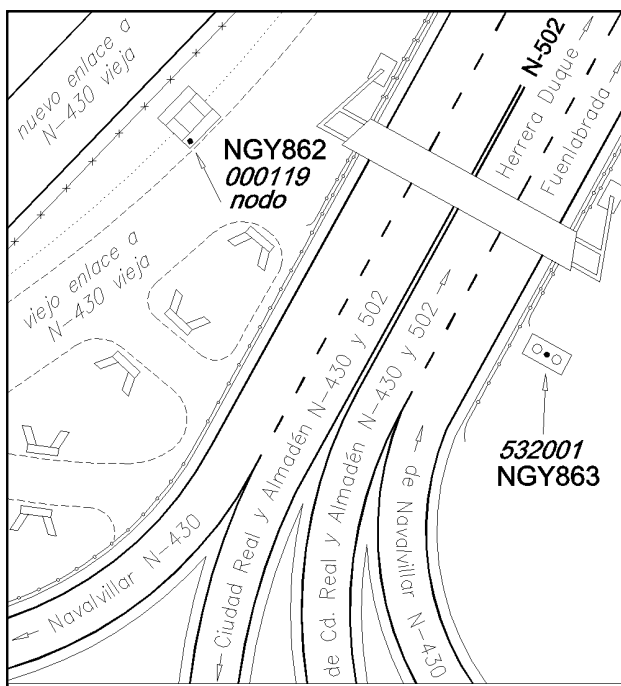 nuevo enlace a
N-430 vieja
NGY862
000119
nodo
N-502
Herrera Duque
Fuenlabrada
viejo enlace a
N-430 vieja
532001
NGY863
Navalvillar N-430
Ciudad Real y Almadén N-430 y 502
de Cd. Real y Almadén N-430 y 502
de Navalvillar N-430